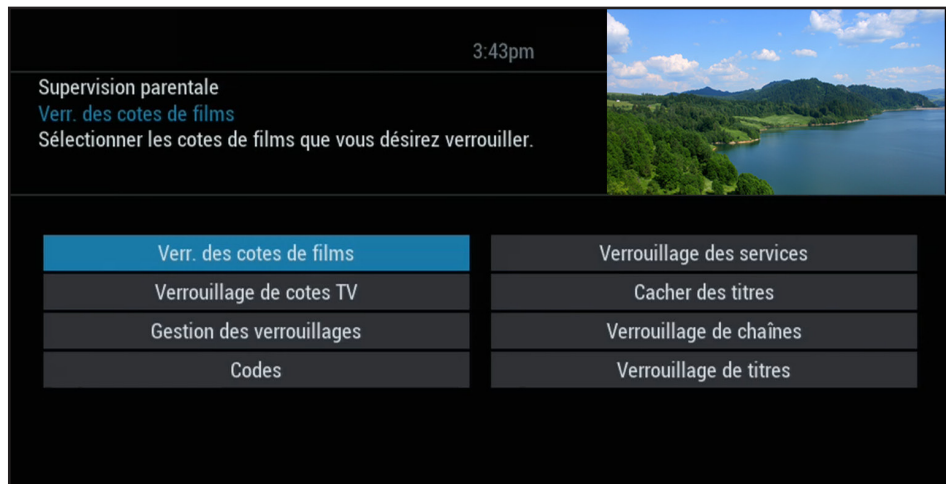 3:43pm
Supervision parentale
Verr. des cotes de films
Sélectionner les cotes de films que vous désirez verrouiller.
Verr. des cotes de films
Verrouillage des services
Verrouillage de cotes TV
Cacher des titres
Gestion des verrouillages
Verrouillage de chaînes
Codes
Verrouillage de titres